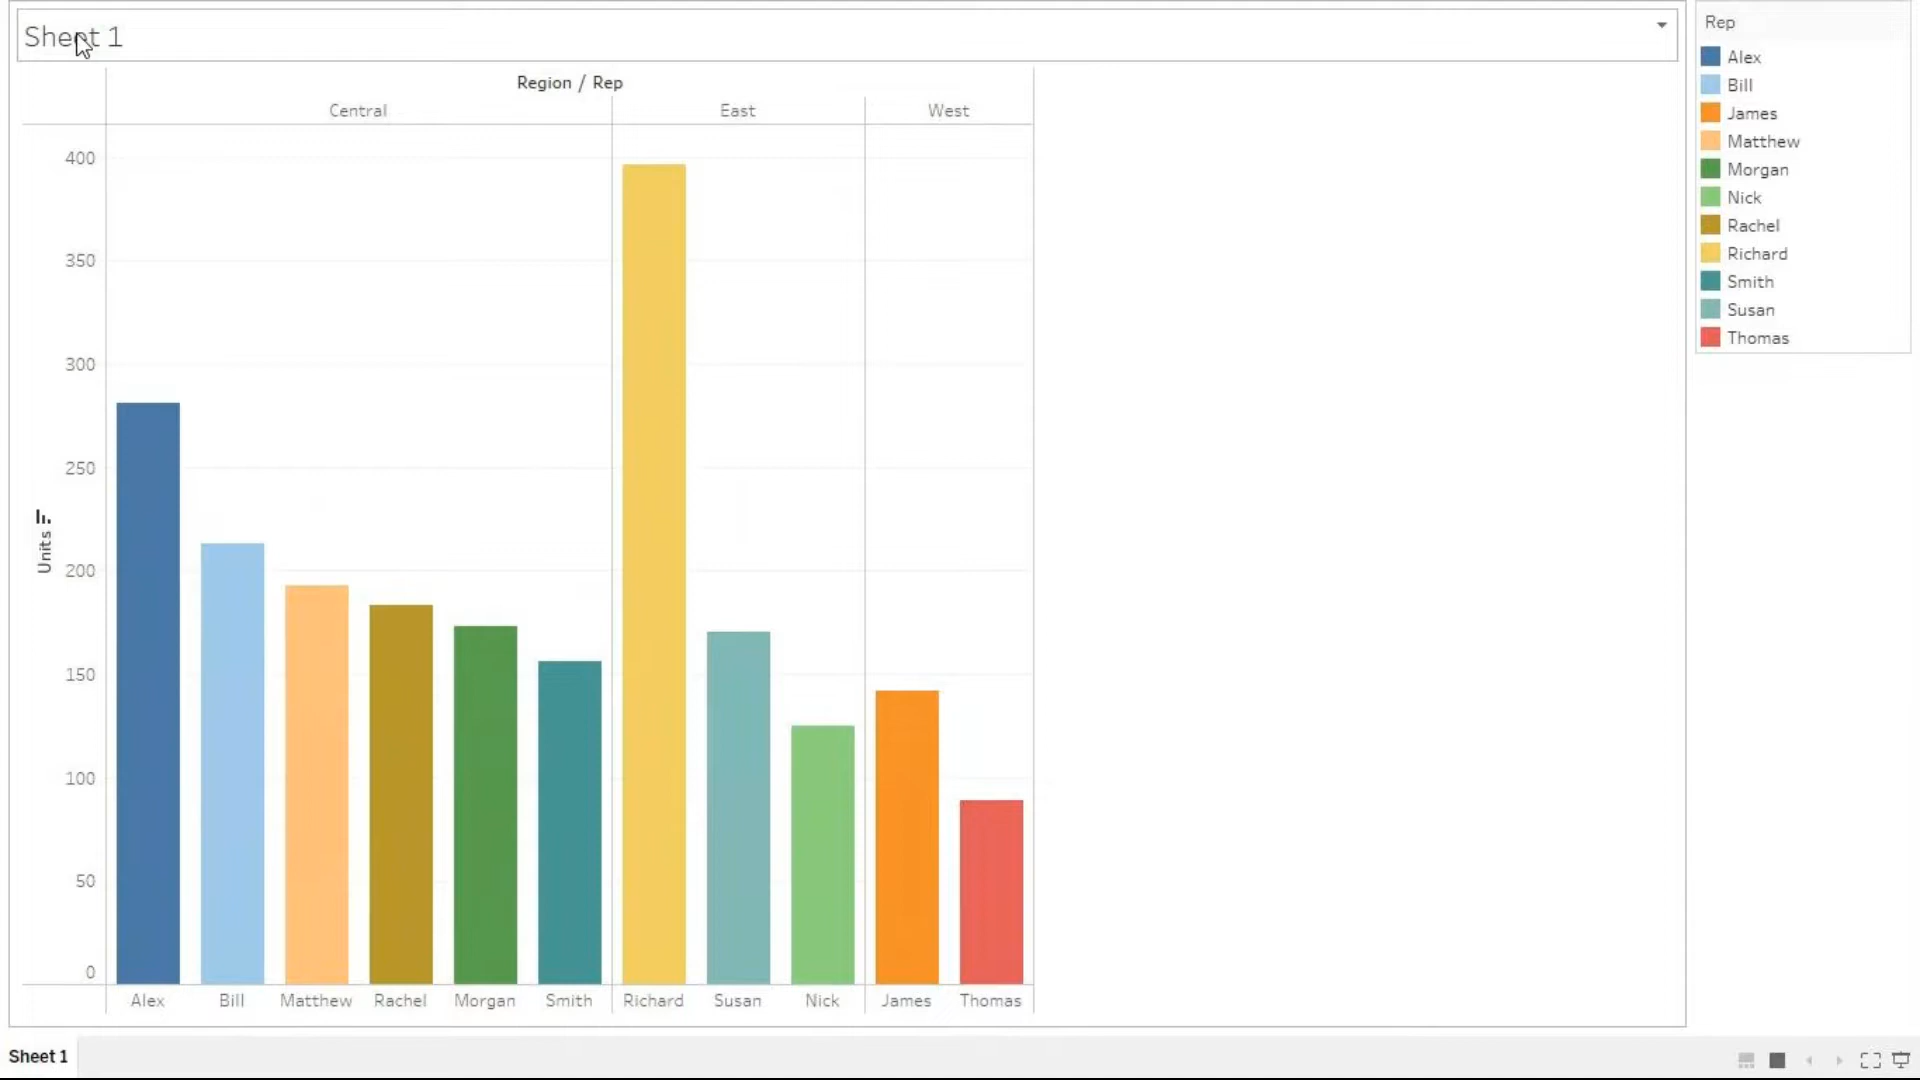 Sheet 1
Region / Rep
Central East West
400
350
300
250
200
150
100
50
0
Units
Alex Bill Matthew Rachel Morgan Smith Richard Susan Nick James Thomas
Rep
Alex
Bill
James
Matthew
Morgan
Nick
Rachel
Richard
Smith
Susan
Thomas
Sheet 1